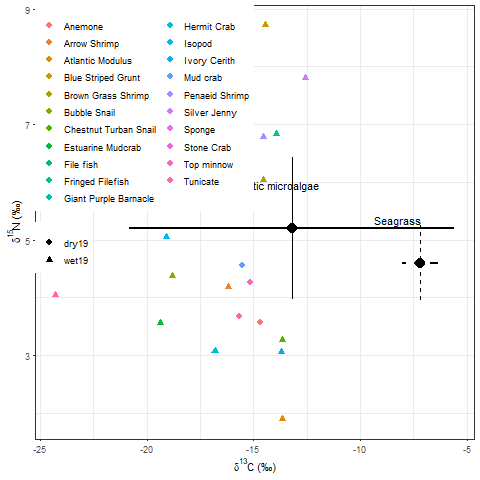 9
7
5
3
δ15N (‰)
Anemone
Arrow Shrimp
Atlantic Modulus
Blue Striped Grunt
Brown Grass Shrimp
Bubble Snail
Chestnut Turban Snail
Estuarine Mudcrab
File fish
Fringed Filefish
Giant Purple Barnacle
Hermit Crab
Isopod
Ivory Cerith
Mud crab
Penaeid Shrimp
Silver Jenny
Sponge
Stone Crab
Top minnow
Tunicate
tic microalgae
Seagrass
dry19
wet19
-25 -20 -15 -10 -5
δ13C (‰)